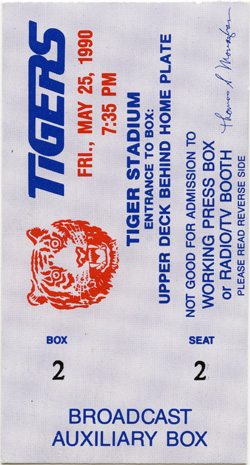 TIGERS
FRI., MAY 25, 1990
7:35 PM
TIGER STADIUM
ENTRANCE TO BOX:
UPPER DECK BEHIND HOME PLATE
NOT GOOD FOR ADMISSION TO
WORKING PRESS BOX
or RADIO/TV BOOTH
PLEASE READ REVERSE SIDE
Thomas S. Monaghan
BOX SEAT
2 2
BROADCAST
AUXILIARY BOX